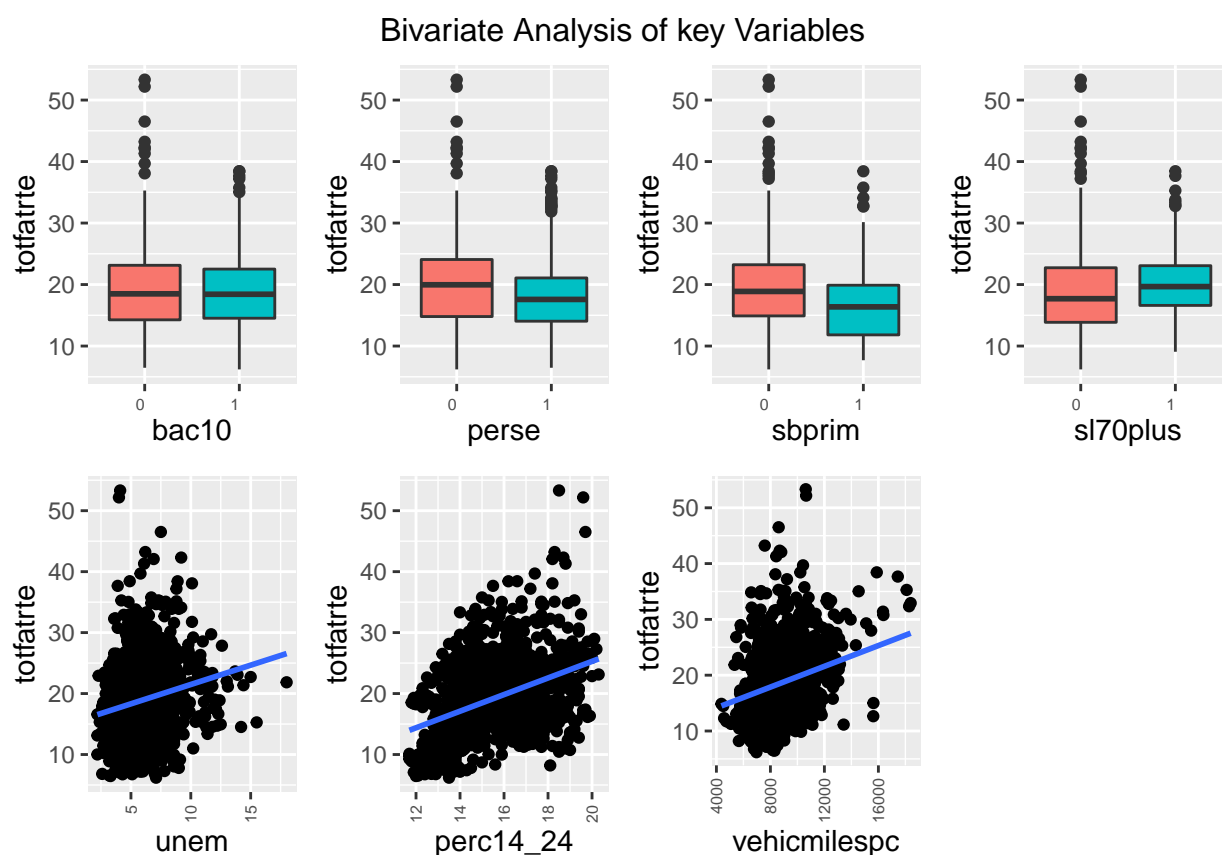 Bivariate Analysis of key Variables
totfatrte
50
40
30
20
10
0 1
bac10
totfatrte
50
40
30
20
10
0 1
perse
totfatrte
50
40
30
20
10
0 1
sbprim
totfatrte
50
40
30
20
10
0 1
sl70plus
totfatrte
50
40
30
20
10
5 10 15
unem
totfatrte
50
40
30
20
10
12 14 16 18 20
perc14_24
totfatrte
50
40
30
20
10
4000 8000 12000 16000
vehicmilespc